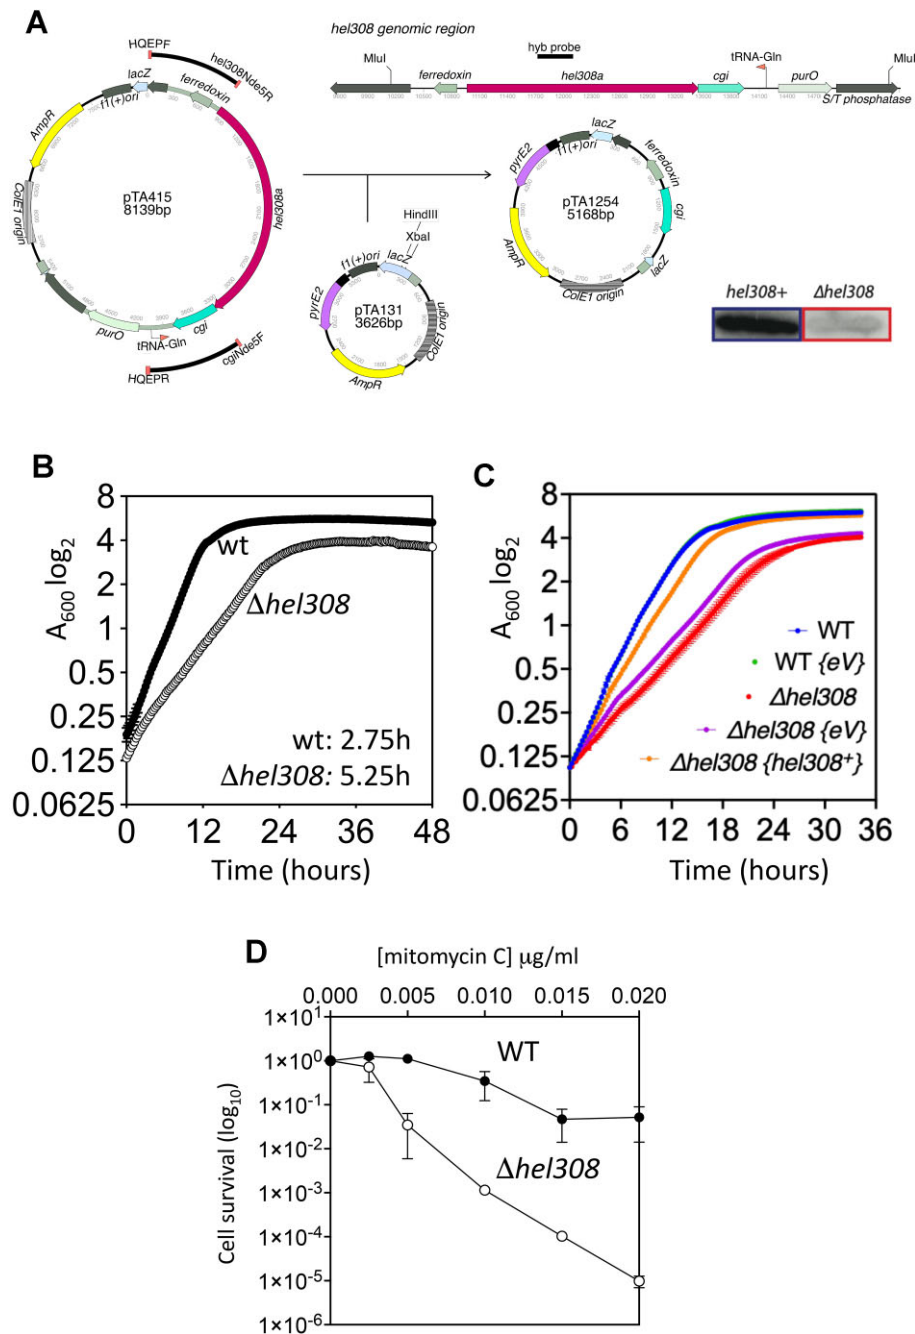 A
hel308 genomic region
HQEPF
hel308Nde5R
lacZ
f1(+)ori
ferredoxin
AmpR
hel308a
pTA415
8139bp
ColE1 origin
purO
tRNA-Gln
cgi
HQEPR
cgiNde5F
hyb probe
MluI
tRNA-Gln
MluI
ferredoxin
hel308a
cgi
purO
S/T phosphatase
HindIII
XbaI
f1(+)ori
lacZ
pyrE2
pTA131
3626bp
ColE1 origin
AmpR
lacZ
f1(+)ori
pyrE2
ferredoxin
pTA1254
5168bp
cgi
AmpR
lacZ
ColE1 origin
hel308+
Δhel308
B
8
4
2
1
0.5
0.25
0.125
0.0625
A600 log2
wt
Δhel308
wt: 2.75h
Δhel308: 5.25h
0 12 24 36 48
Time (hours)
C
8
4
2
1
0.5
0.25
0.125
0.0625
A600 log2
WT
WT {eV}
Δhel308
Δhel308 {eV}
Δhel308 {hel308+}
0 6 12 18 24 30 36
Time (hours)
D
[mitomycin C] μg/ml
0.000 0.005 0.010 0.015 0.020
1×10^1
1×10^0
1×10^-1
1×10^-2
1×10^-3
1×10^-4
1×10^-5
1×10^-6
Cell survival (log10)
WT
Δhel308